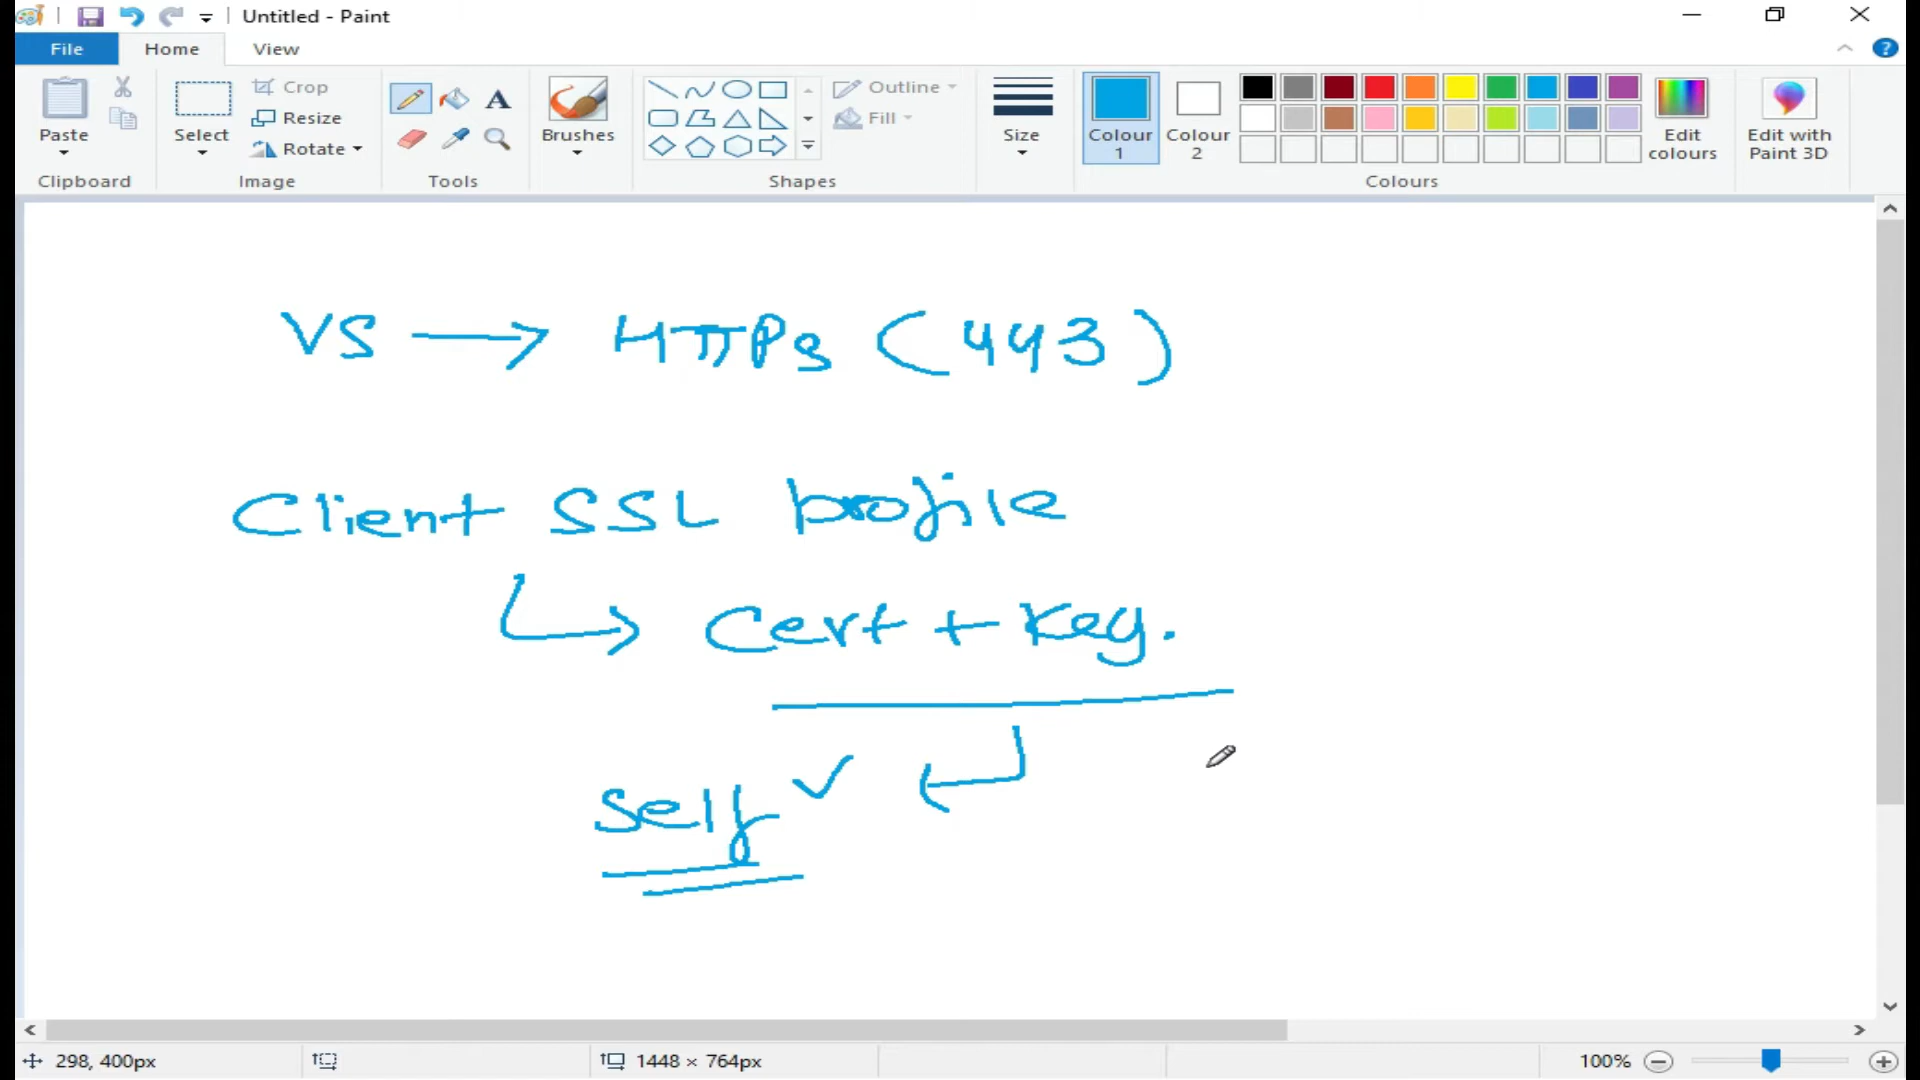 Untitled - Paint
File Home View
Paste
Select
Crop
Resize
Rotate
Brushes
Outline
Fill
Size
Colour 1
Colour 2
Edit colours
Edit with Paint 3D
Clipboard Image Tools Shapes Colours
VS → HTTPS (443)
Client SSL profile
↳ Cert + Key.
Self ✓
298, 400px 1448 × 764px 100%